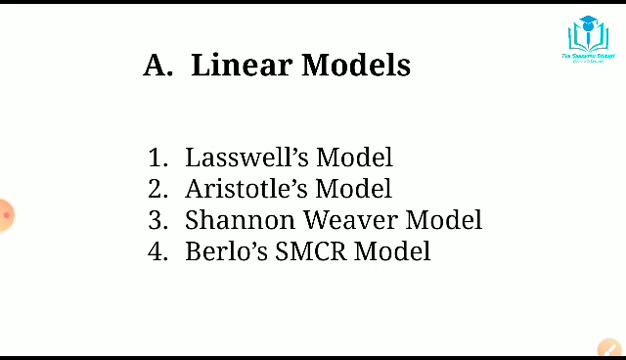 A. Linear Models
1. Lasswell's Model
2. Aristotle's Model
3. Shannon Weaver Model
4. Berlo's SMCR Model